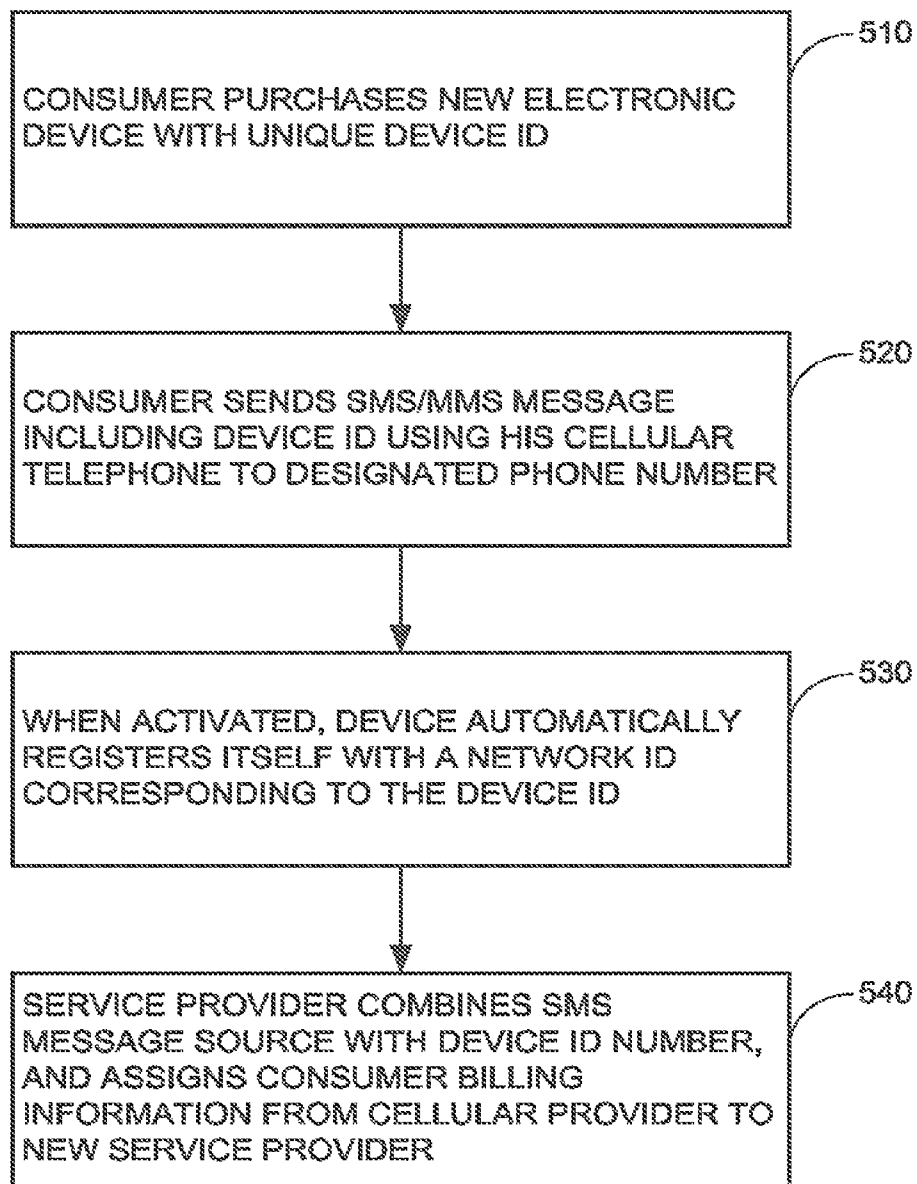 510
CONSUMER PURCHASES NEW ELECTRONIC
DEVICE WITH UNIQUE DEVICE ID
520
CONSUMER SENDS SMS/MMS MESSAGE
INCLUDING DEVICE ID USING HIS CELLULAR
TELEPHONE TO DESIGNATED PHONE NUMBER
530
WHEN ACTIVATED, DEVICE AUTOMATICALLY
REGISTERS ITSELF WITH A NETWORK ID
CORRESPONDING TO THE DEVICE ID
540
SERVICE PROVIDER COMBINES SMS
MESSAGE SOURCE WITH DEVICE ID NUMBER,
AND ASSIGNS CONSUMER BILLING
INFORMATION FROM CELLULAR PROVIDER TO
NEW SERVICE PROVIDER